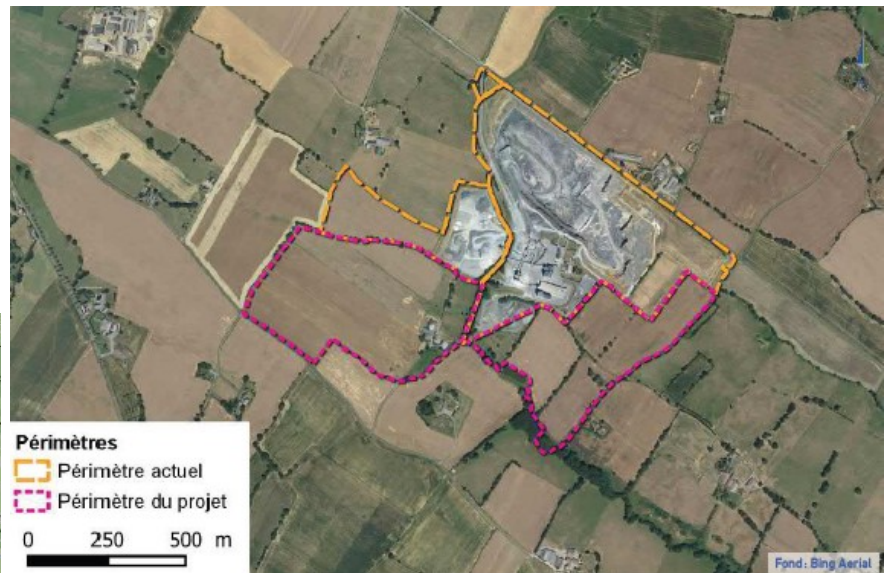 Périmètres
Périmètre actuel
Périmètre du projet
0 250 500 m
Fond : Bing Aerial